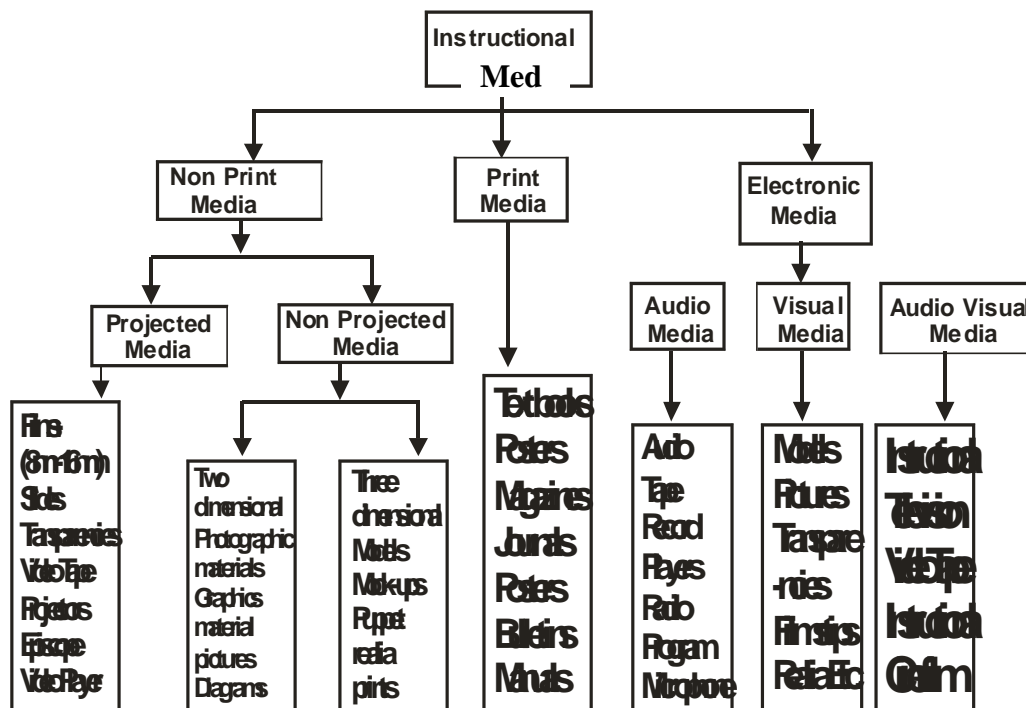 Instructional
Med
Non Print
Media
Print
Media
Electronic
Media
Projected
Media
Non Projected
Media
Audio
Media
Visual
Media
Audio Visual
Media
Films-
(8m-16mm)
Slides
Transparencies
Video Tape
Projectors
Episcope
Video Player
Two
dimensional
Photographic
materials
Graphics
material
pictures
Diagrams
Three
dimensional
Models
Mock-ups
Puppet
realia
prints
Textbooks
Posters
Magazines
Journals
Posters
Bulletins
Manuals
Audio
Tape
Record
Players
Radio
Program
Microphone
Models
Pictures
Transpare
-ncies
Filmstrips
Realia Etc
Instructional
Television
Video Tape
Instructional